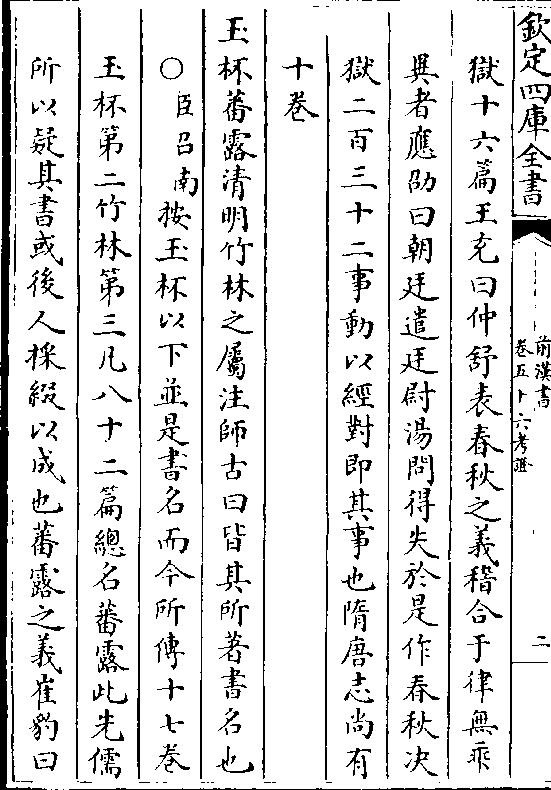 欽定四庫全書
前漢書
卷五十六考證
二
獄十六篇王充曰仲舒表春秋之義稽合于律無乖
異者應劭曰朝廷遣廷尉湯問得失於是作春秋决
獄二百三十二事動以經對即其事也隋唐志尚有
十卷
玉杯蕃露清明竹林之屬注師古曰皆其所著書名也
○臣召南按玉杯以下並是書名而今所傳十七卷
玉杯第二竹林第三凡八十二篇總名蕃露此先儒
所以疑其書或後人採綴以成也蕃露之義崔豹曰